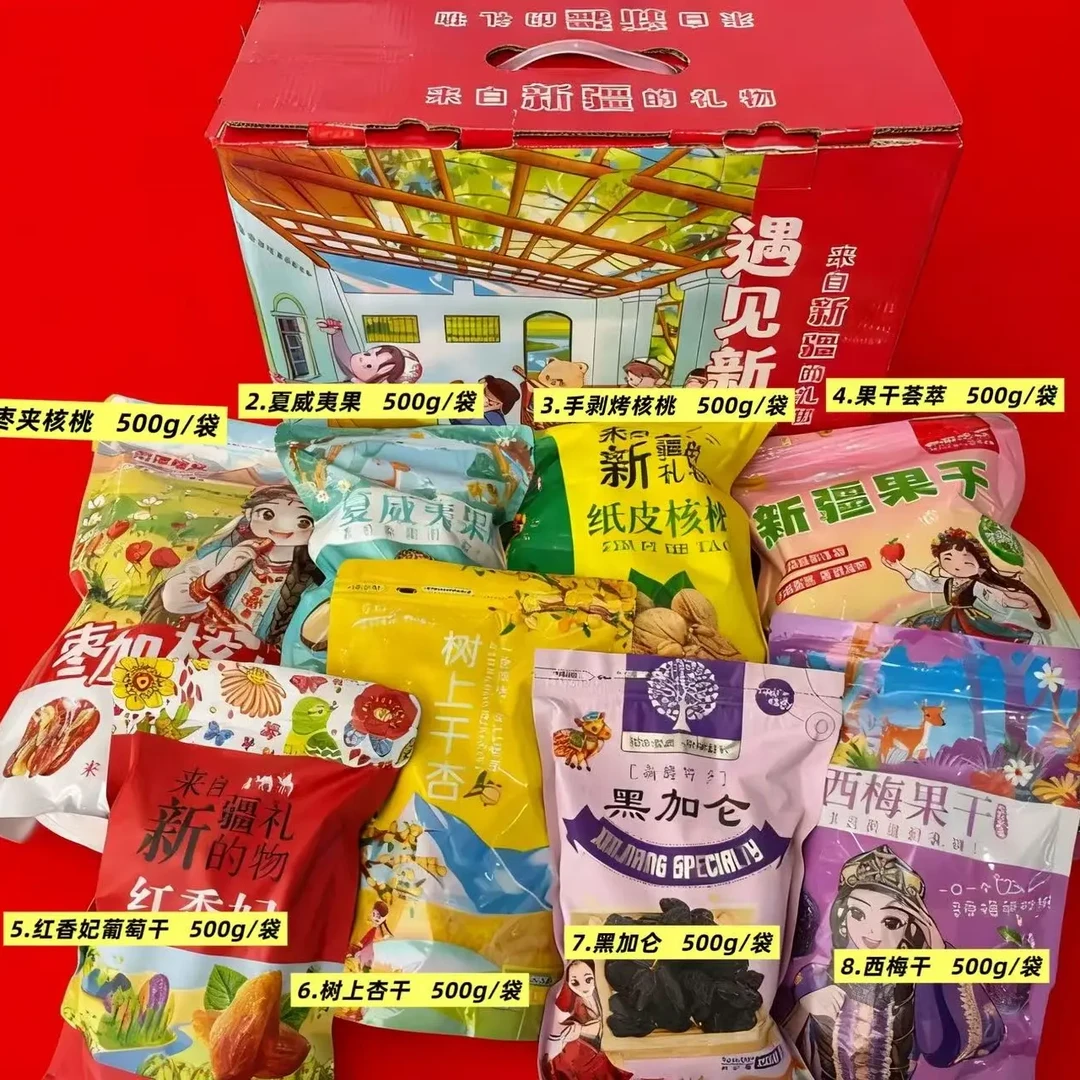 来自新疆的礼物
来自新疆的礼物
遇见新
来自新疆的礼物
枣夹核桃 500g/袋
2.夏威夷果 500g/袋
3.手剥烤核桃 500g/袋
4.果干荟萃 500g/袋
夏威夷果
来自
新疆的
礼
纸皮核桃
新疆果干
枣加核
树上干杏
来自
新疆礼
的物
红香妃
黑加仑
XINJIANG SPECIALTY
西梅果干
5.红香妃葡萄干 500g/袋
6.树上杏干 500g/袋
7.黑加仑 500g/袋
8.西梅干 500g/袋